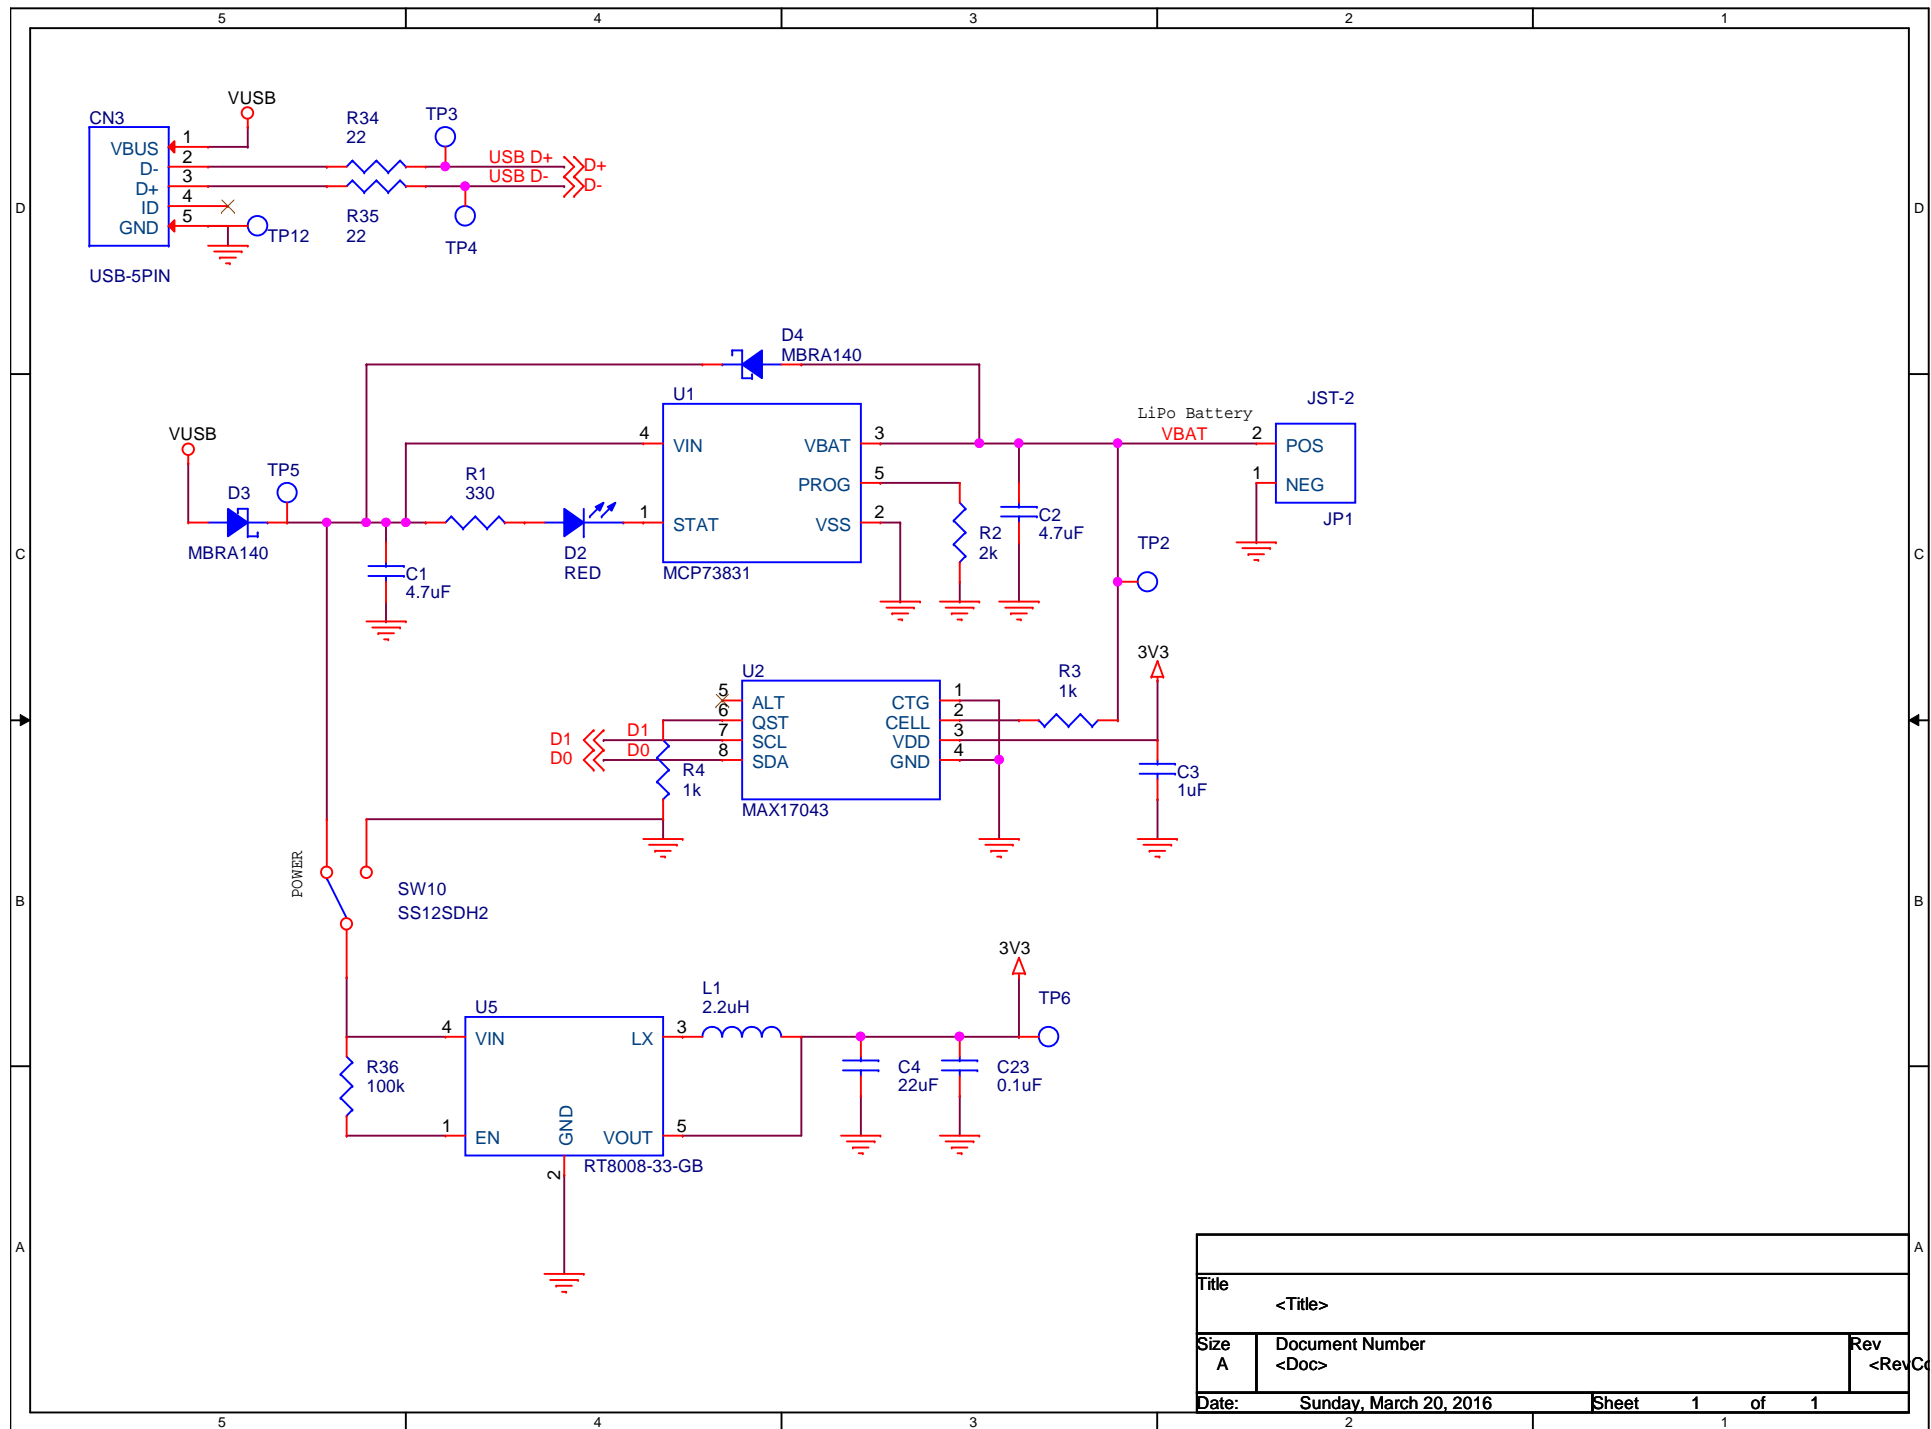 5 4 3 2 1
D
D
C
C
B
B
A
A
CN3
VUSB
VBUS 1
D- 2
D+ 3
ID 4
GND 5
USB-5PIN
TP12
R34
22
R35
22
TP3
TP4
USB D+
USB D-
D+
D-
D4
MBRA140
U1
4 VIN
VBAT 3
PROG 5
1 STAT
VSS 2
MCP73831
VUSB
D3
MBRA140
TP5
R1
330
D2
RED
C1
4.7uF
R2
2k
C2
4.7uF
LiPo Battery
VBAT
JST-2
2 POS
1 NEG
JP1
TP2
U2
5 ALT
6 QST
7 SCL
8 SDA
CTG 1
CELL 2
VDD 3
GND 4
MAX17043
D1
D0
D1
D0
R4
1k
R3
1k
3V3
C3
1uF
POWER
SW10
SS12SDH2
U5
4 VIN
LX 3
1 EN
GND
2
VOUT 5
RT8008-33-GB
R36
100k
L1
2.2uH
3V3
TP6
C4
22uF
C23
0.1uF
Title
<Title>
Size
A
Document Number
<Doc>
Rev
<RevCo
Date: Sunday, March 20, 2016
Sheet 1 of 1
5 4 3 2 1